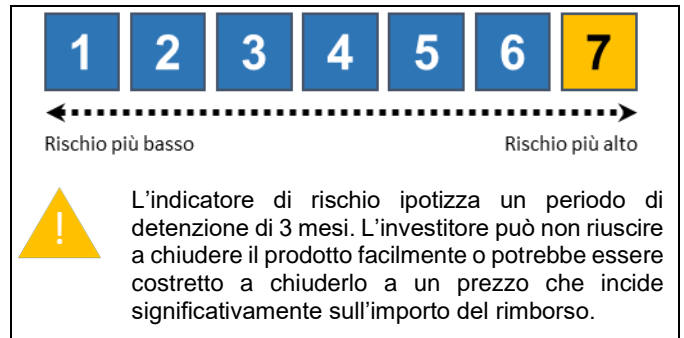 1 2 3 4 5 6 7
Rischio più basso Rischio più alto
!
L'indicatore di rischio ipotizza un periodo di
detenzione di 3 mesi. L'investitore può non riuscire
a chiudere il prodotto facilmente o potrebbe essere
costretto a chiuderlo a un prezzo che incide
significativamente sull'importo del rimborso.